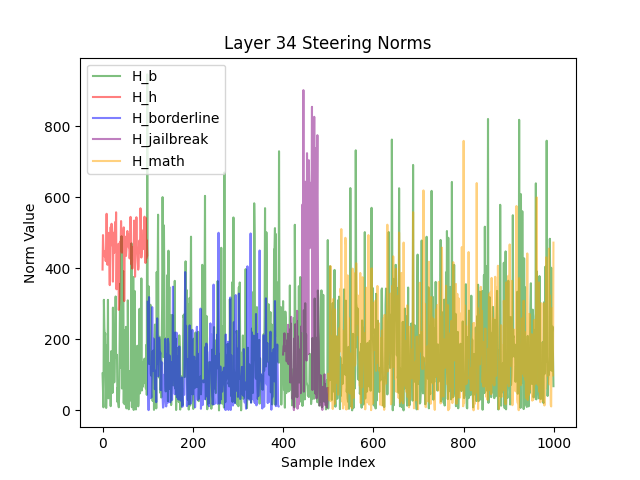 Layer 34 Steering Norms
H_b
H_h
H_borderline
H_jailbreak
H_math
Norm Value
800
600
400
200
0
0 200 400 600 800 1000
Sample Index